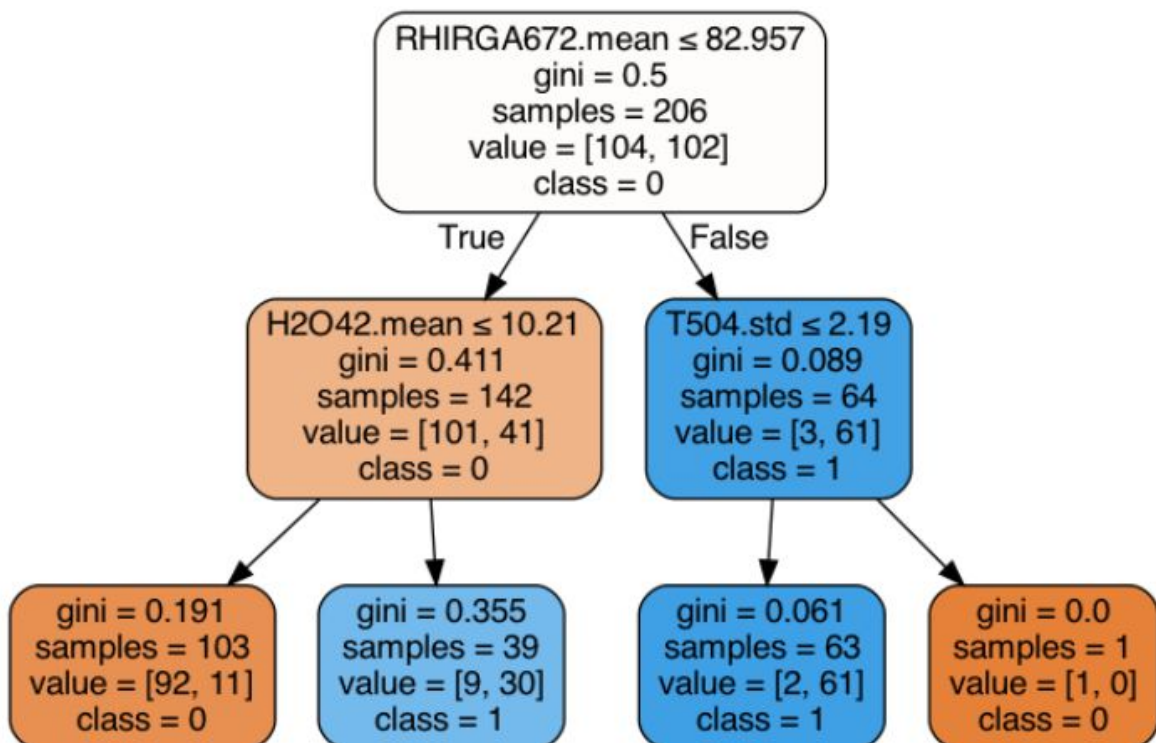 RHIRGA672.mean ≤ 82.957
gini = 0.5
samples = 206
value = [104, 102]
class = 0
True
False
H2O42.mean ≤ 10.21
gini = 0.411
samples = 142
value = [101, 41]
class = 0
T504.std ≤ 2.19
gini = 0.089
samples = 64
value = [3, 61]
class = 1
gini = 0.191
samples = 103
value = [92, 11]
class = 0
gini = 0.355
samples = 39
value = [9, 30]
class = 1
gini = 0.061
samples = 63
value = [2, 61]
class = 1
gini = 0.0
samples = 1
value = [1, 0]
class = 0